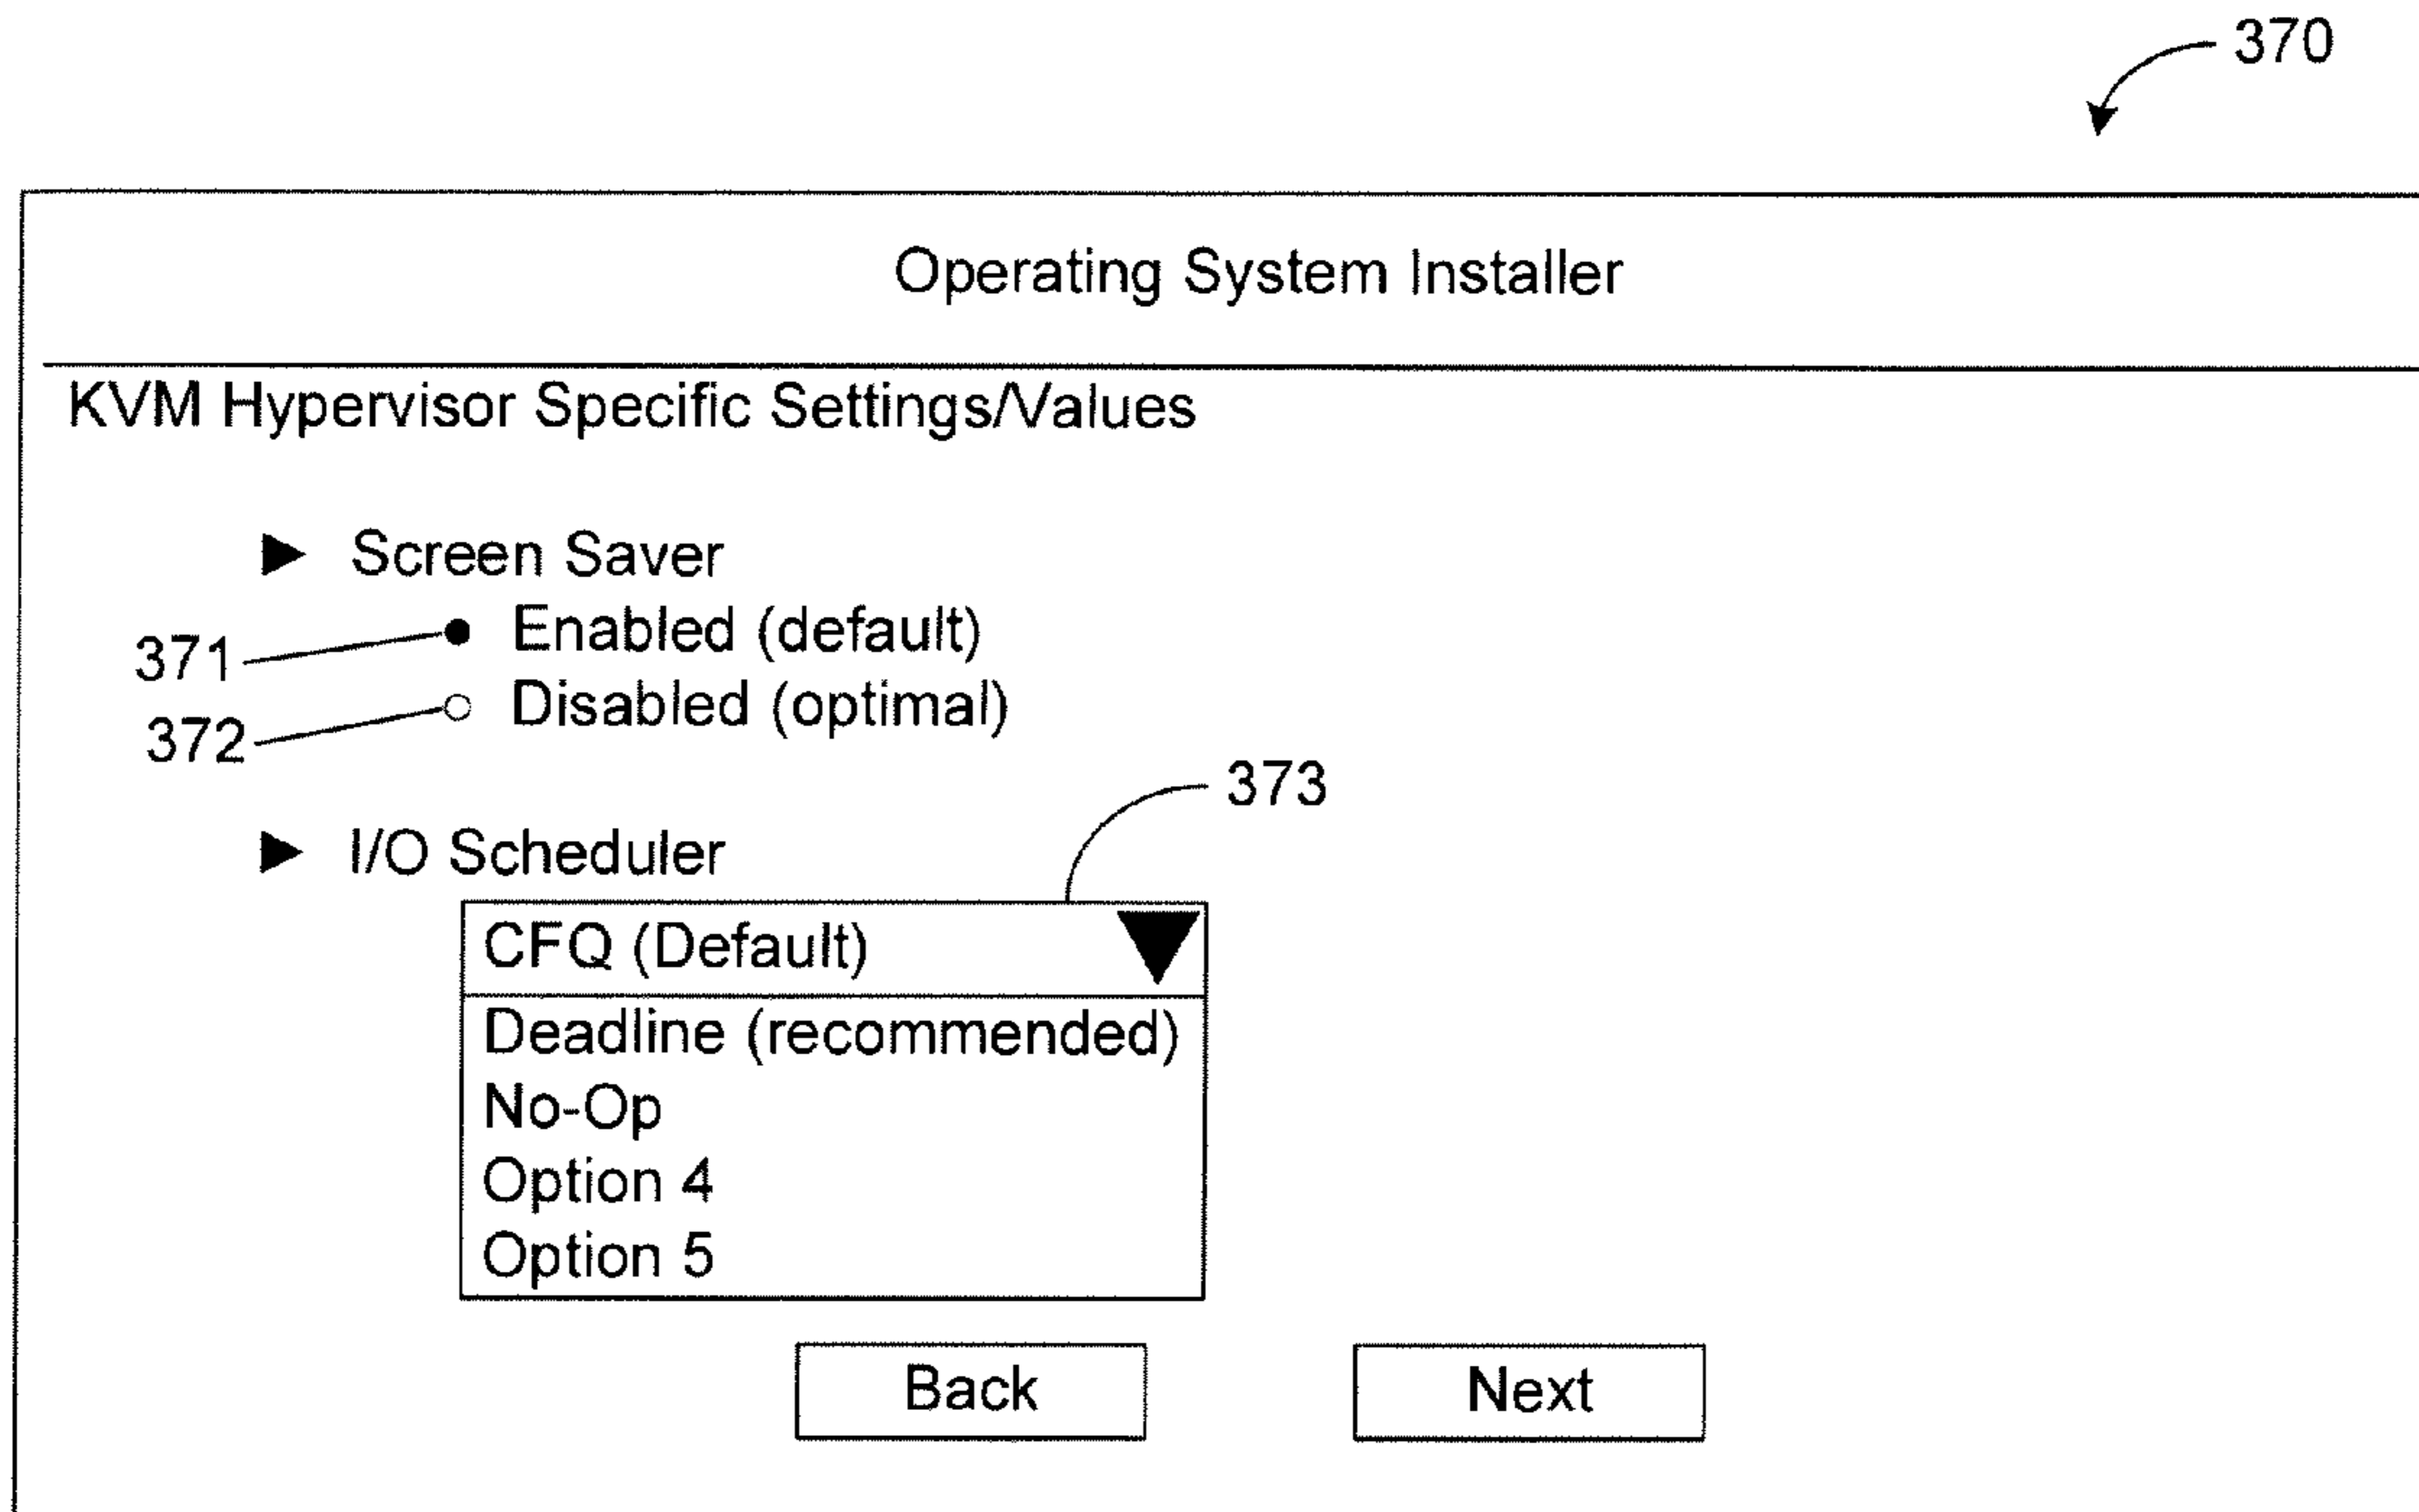 370
Operating System Installer
KVM Hypervisor Specific Settings/Values
Screen Saver
371 Enabled (default)
372 Disabled (optimal)
373
I/O Scheduler
CFQ (Default)
Deadline (recommended)
No-Op
Option 4
Option 5
Back Next